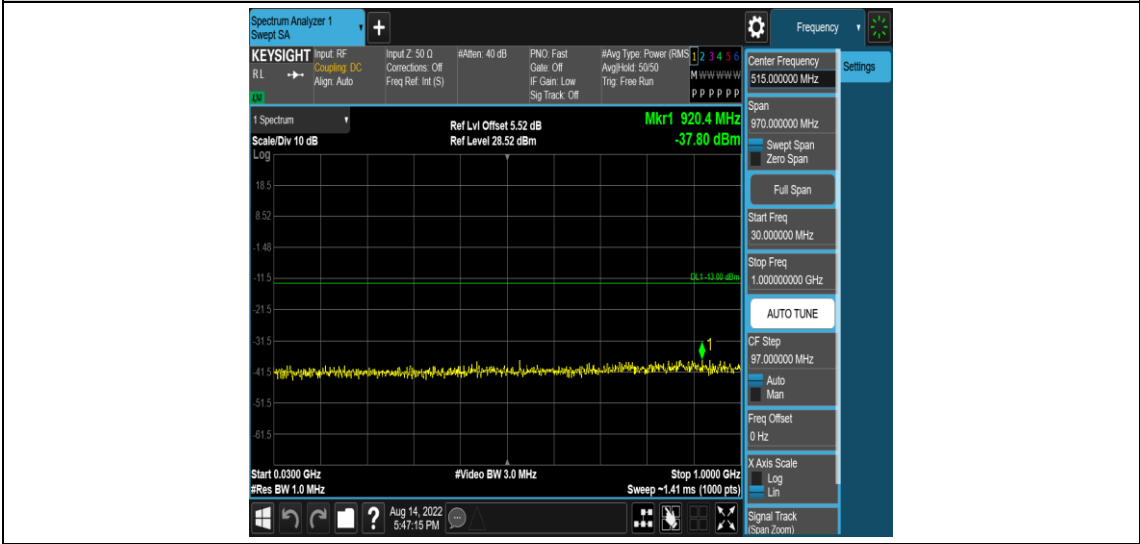 Spectrum Analyzer 1
Swept SA
+
Frequency
KEYSIGHT
RL
Input: RF
Coupling: DC
Align: Auto
Input Z: 50 Ω
Corrections: Off
Freq Ref: Int (S)
#Atten: 40 dB
PNO: Fast
Gate: Off
IF Gain: Low
Sig Track: Off
#Avg Type: Power (RMS
Avg|Hold: 50/50
Trig: Free Run
1 2 3 4 5 6
M W W W W W
P P P P P P
1 Spectrum
Scale/Div 10 dB
Log
Ref Lvl Offset 5.52 dB
Ref Level 28.52 dBm
Mkr1 920.4 MHz
-37.80 dBm
18.5
8.52
-1.48
-11.5
-21.5
-31.5
-41.5
-51.5
-61.5
DL1 -13.00 dBm
1
Start 0.0300 GHz
#Res BW 1.0 MHz
#Video BW 3.0 MHz
Stop 1.0000 GHz
Sweep ~1.41 ms (1000 pts)
?
Aug 14, 2022
5:47:15 PM
Center Frequency
515.000000 MHz
Settings
Span
970.000000 MHz
Swept Span
Zero Span
Full Span
Start Freq
30.000000 MHz
Stop Freq
1.000000000 GHz
AUTO TUNE
CF Step
97.000000 MHz
Auto
Man
Freq Offset
0 Hz
X Axis Scale
Log
Lin
Signal Track
(Span Zoom)